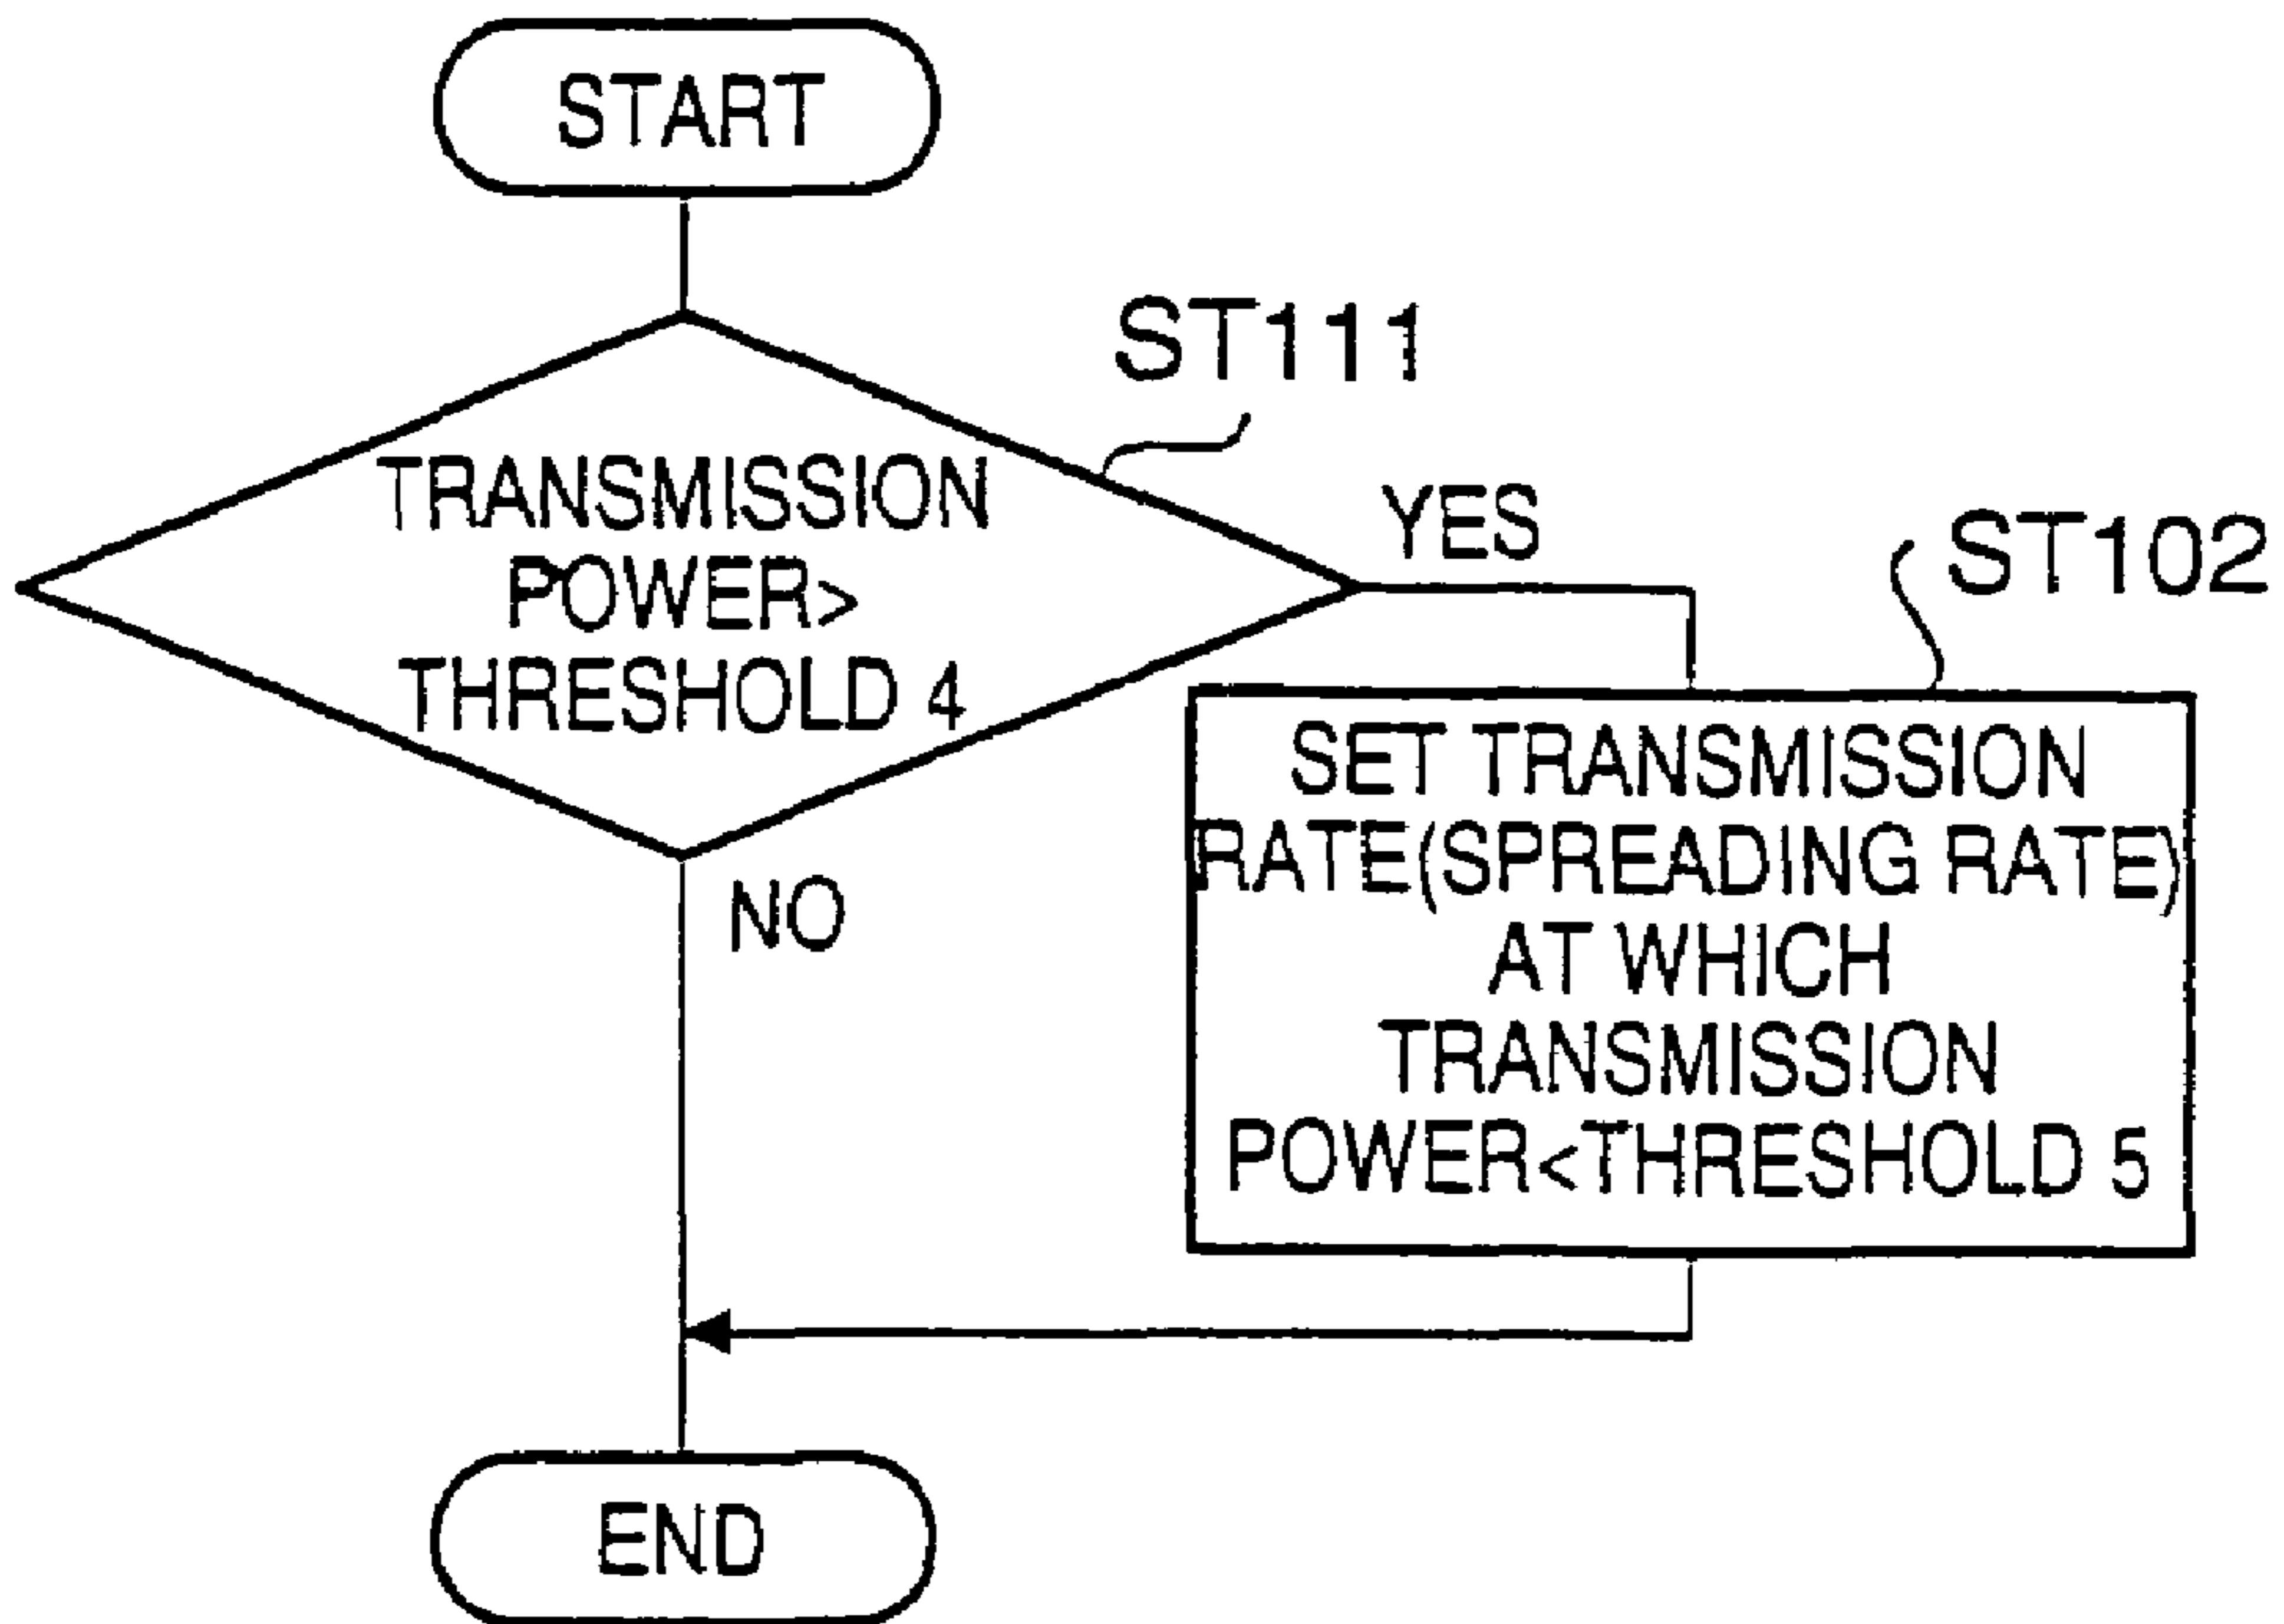 START
ST111
TRANSMISSION
POWER>
THRESHOLD 4
YES
ST102
SET TRANSMISSION
RATE(SPREADING RATE)
AT WHICH
TRANSMISSION
POWER<THRESHOLD 5
NO
END